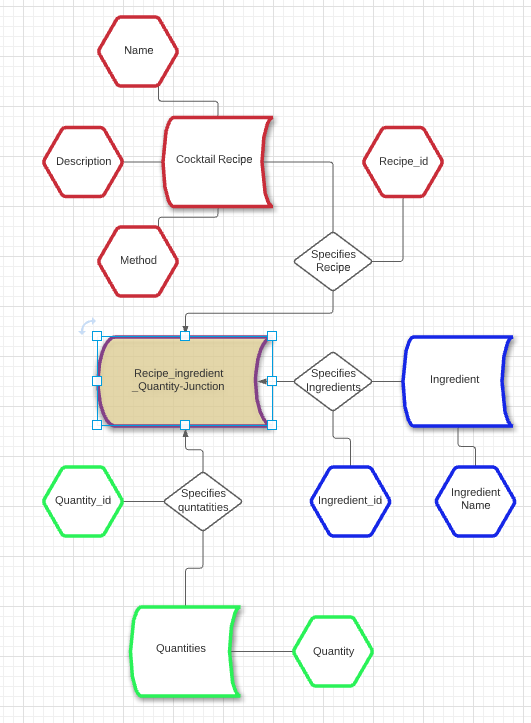 Name
Description
Cocktail Recipe
Recipe_id
Method
Specifies
Recipe
Recipe_ingredient
_Quantity-Junction
Specifies
Ingredients
Ingredient
Quantity_id
Specifies
quntatities
Ingredient_id
Ingredient
Name
Quantities
Quantity